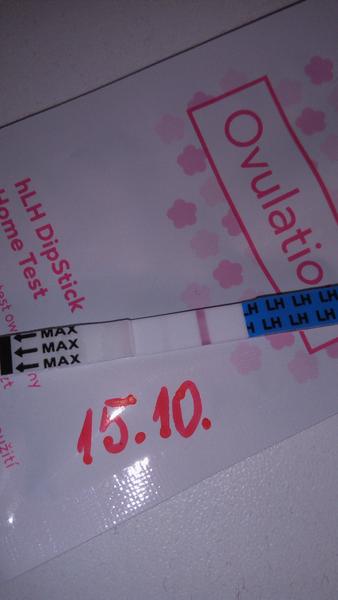 Ovulatio
hLH DipStick
Home Test
MAX
MAX
MAX
LH LH LH LH
LH LH LH LH
15.10.